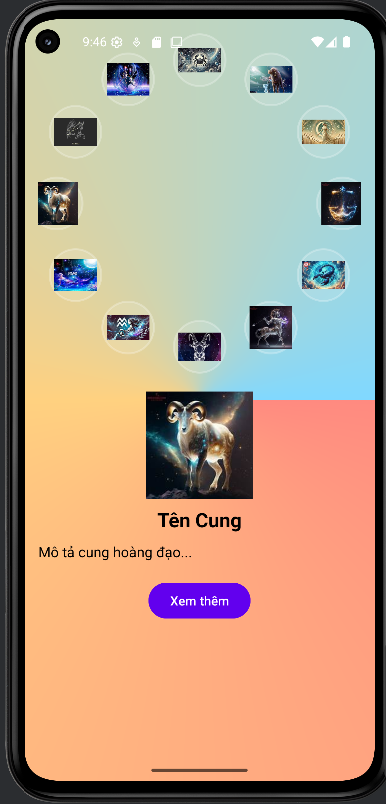 9:46
Tên Cung
Mô tả cung hoàng đạo...
Xem thêm